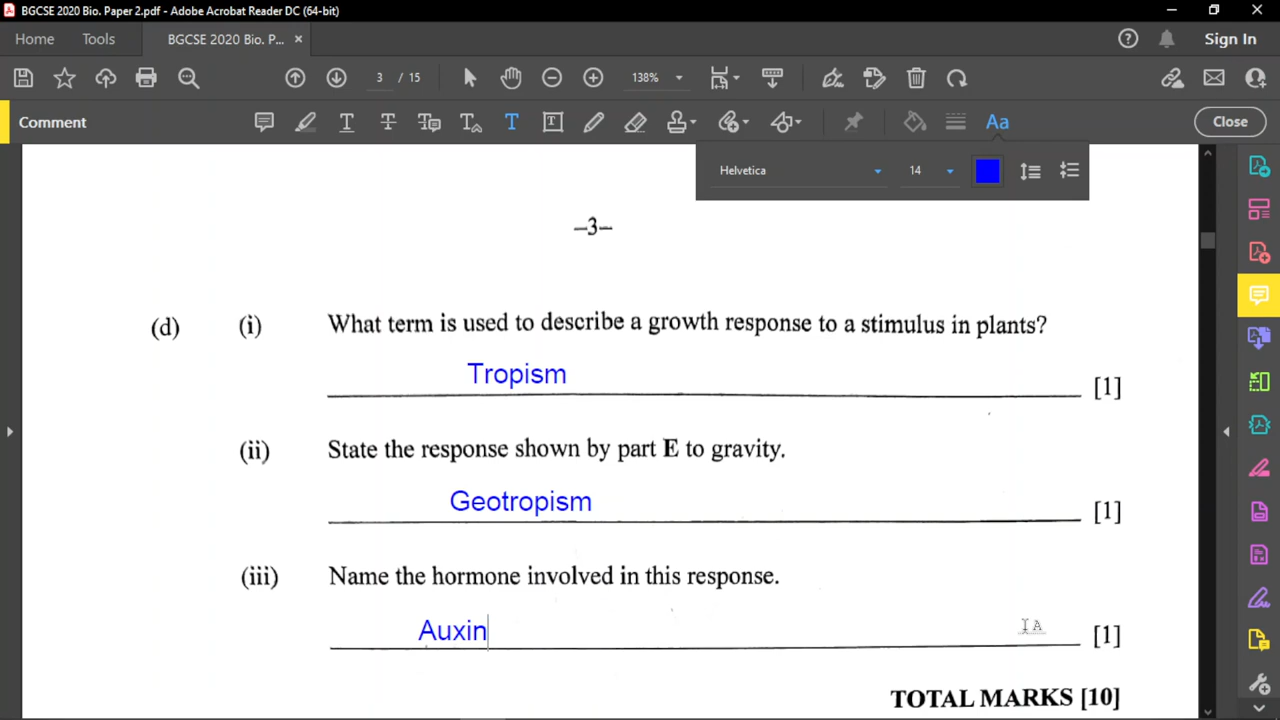 BGCSE 2020 Bio. Paper 2.pdf - Adobe Acrobat Reader DC (64-bit)
Home Tools BGCSE 2020 Bio. P... × Sign In
3 / 15 138%
Comment Close
Helvetica 14
–3–
(d) (i) What term is used to describe a growth response to a stimulus in plants?
Tropism [1]
(ii) State the response shown by part E to gravity.
Geotropism [1]
(iii) Name the hormone involved in this response.
Auxin [1]
TOTAL MARKS [10]